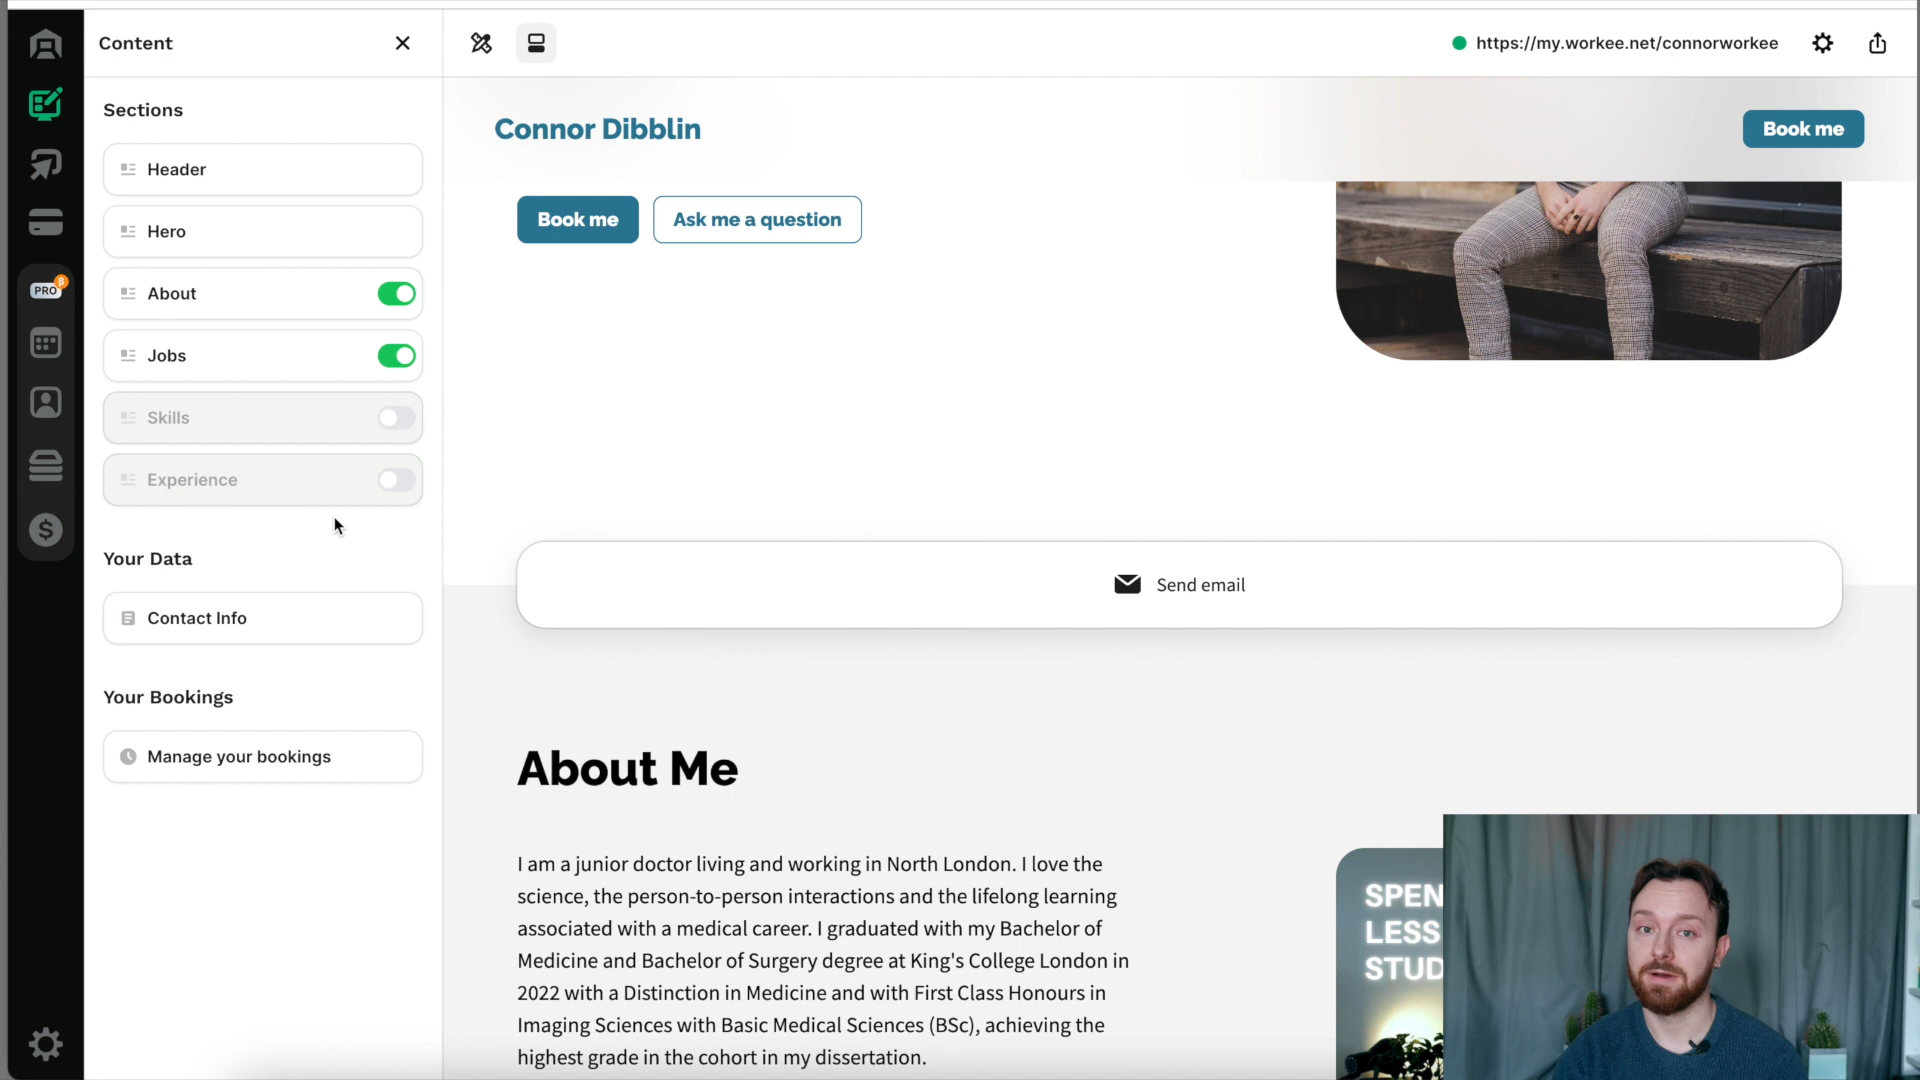 Content
https://my.workee.net/connorworkee
Sections
Header
Hero
About
Jobs
Skills
Experience
Your Data
Contact Info
Your Bookings
Manage your bookings
PRO
β
$
Connor Dibblin
Book me
Book me
Ask me a question
Send email
About Me
I am a junior doctor living and working in North London. I love the
science, the person-to-person interactions and the lifelong learning
associated with a medical career. I graduated with my Bachelor of
Medicine and Bachelor of Surgery degree at King's College London in
2022 with a Distinction in Medicine and with First Class Honours in
Imaging Sciences with Basic Medical Sciences (BSc), achieving the
highest grade in the cohort in my dissertation.
SPEN
LESS
STUD